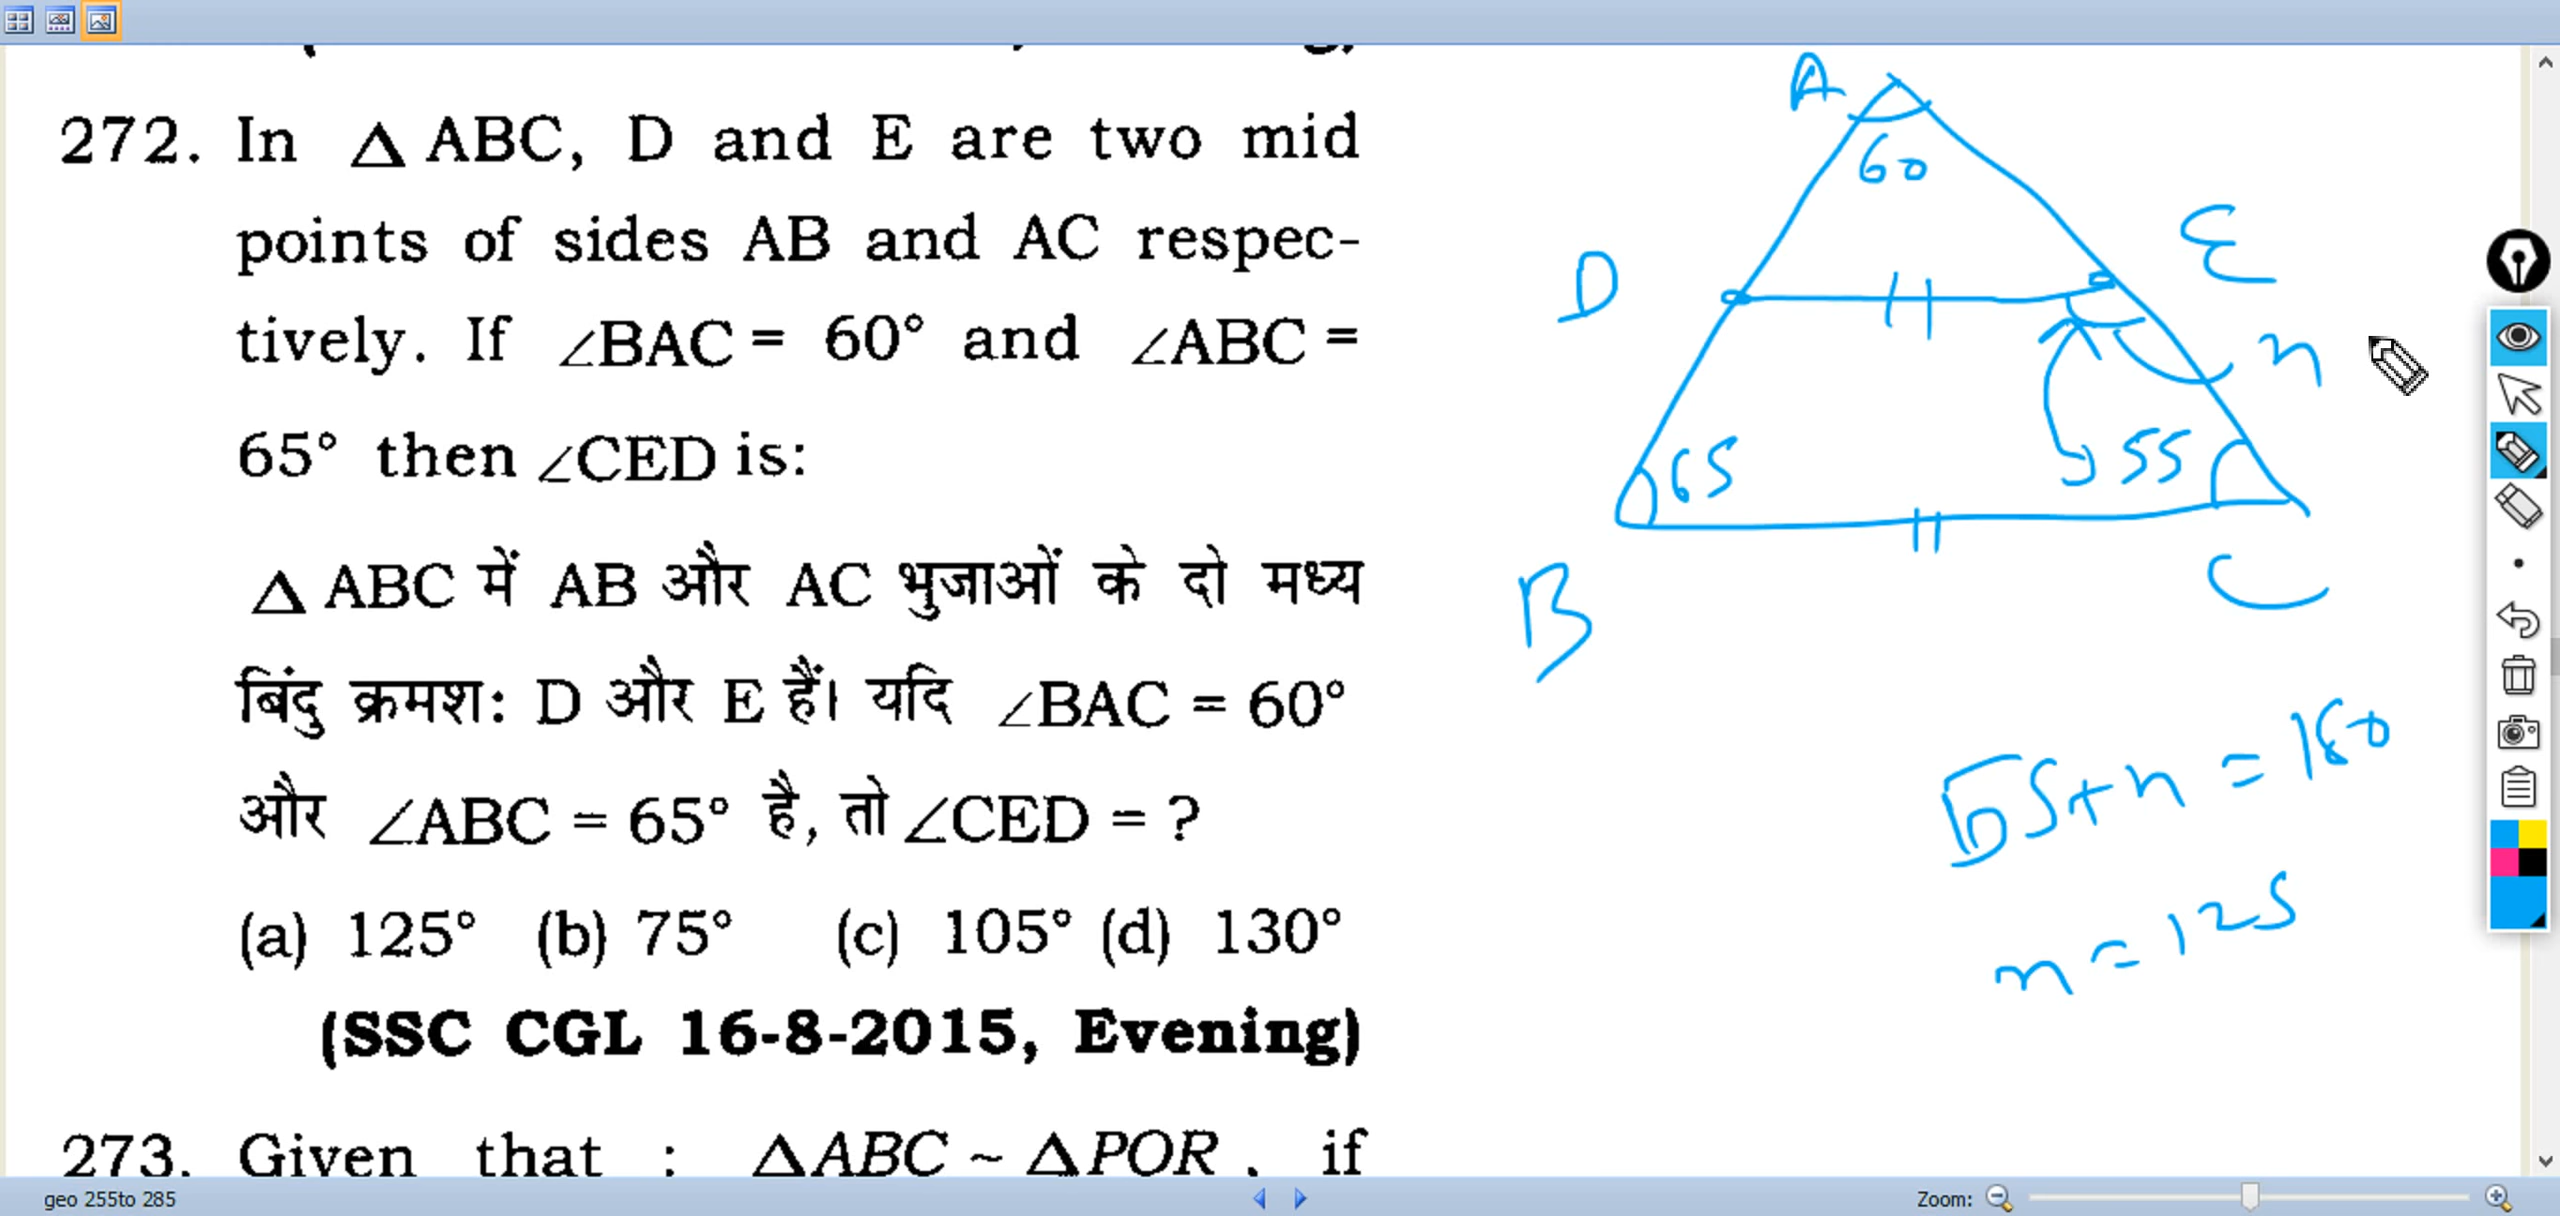 272. In △ ABC, D and E are two mid
points of sides AB and AC respec-
tively. If ∠BAC = 60° and ∠ABC =
65° then ∠CED is:
△ ABC में AB और AC भुजाओं के दो मध्य
बिंदु क्रमश: D और E हैं। यदि ∠BAC = 60°
और ∠ABC = 65° है, तो ∠CED = ?
(a) 125° (b) 75° (c) 105° (d) 130°
(SSC CGL 16-8-2015, Evening)
273. Given that : △ABC ~ △PQR , if
A
60
D
E
x
65
55
B
C
55+x = 180
x = 125
geo 255to 285
Zoom: